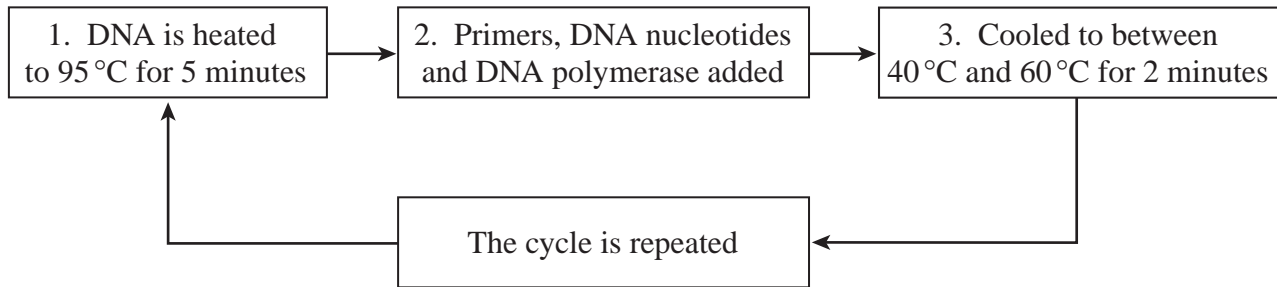 1. DNA is heated
to 95 °C for 5 minutes
2. Primers, DNA nucleotides
and DNA polymerase added
3. Cooled to between
40 °C and 60 °C for 2 minutes
The cycle is repeated